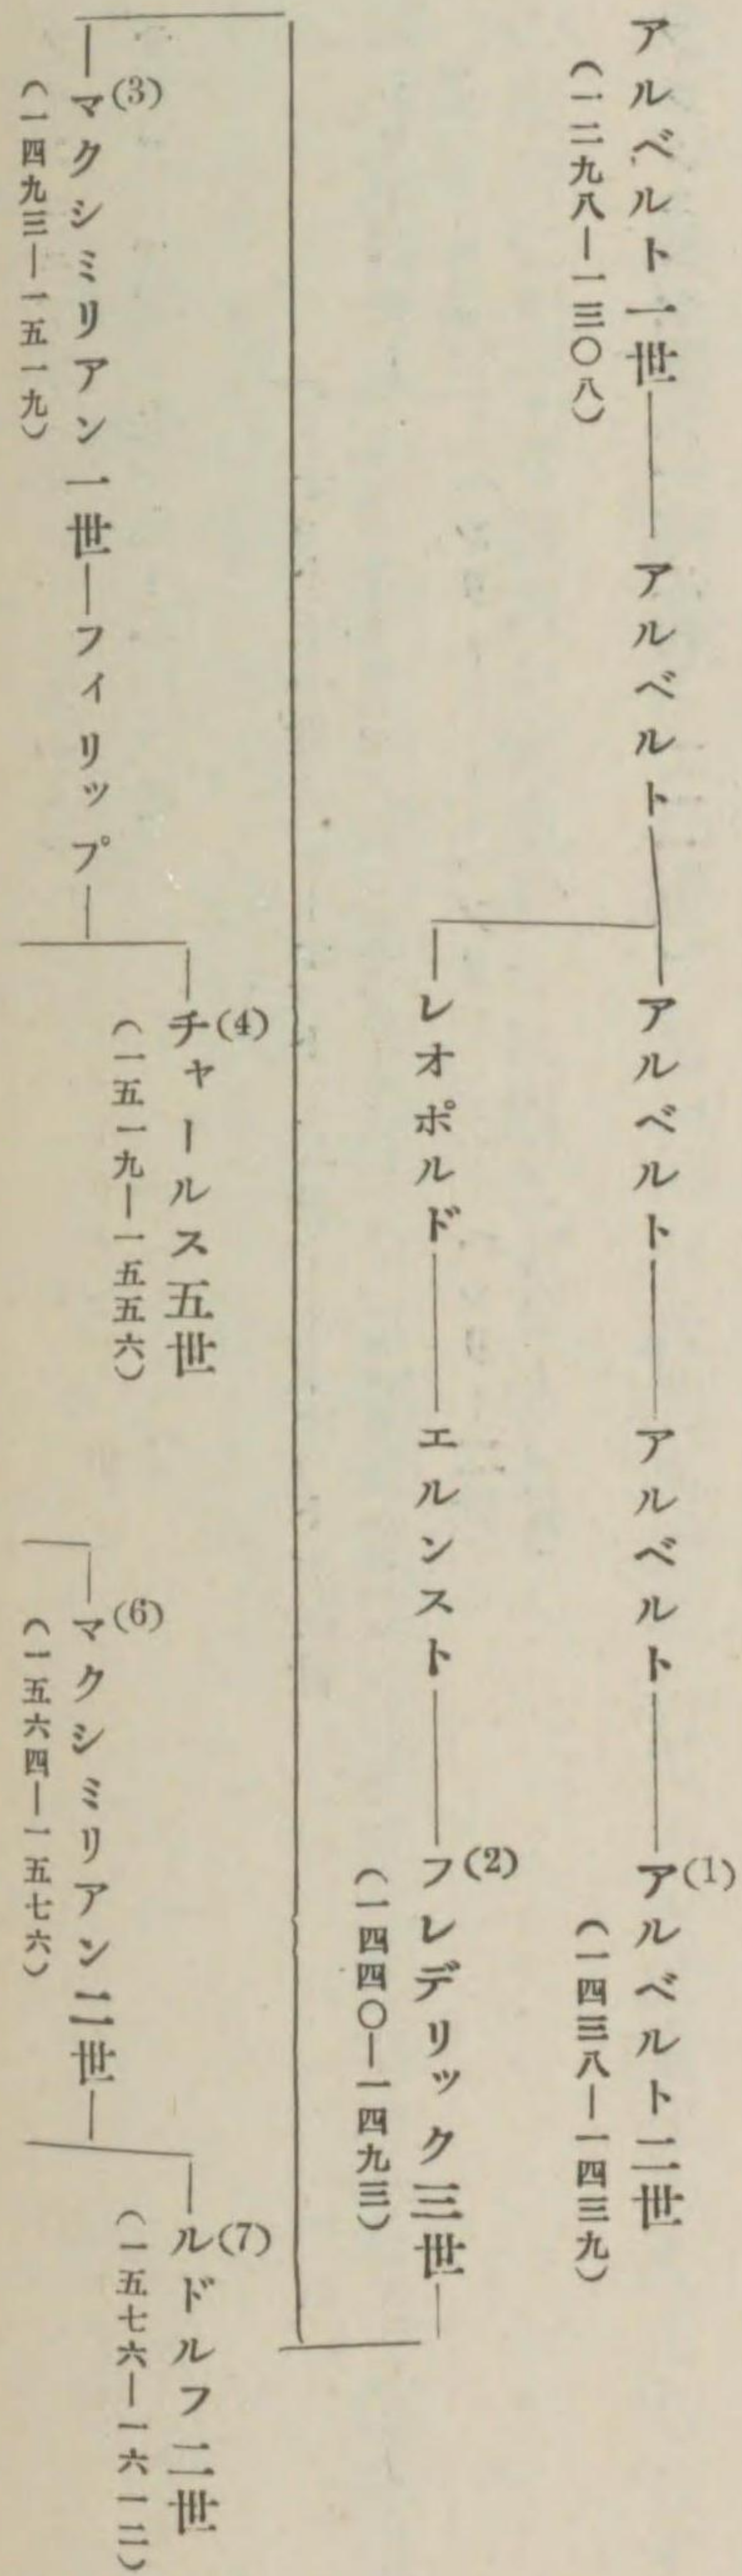 アルベルト一世
(一二九八―一三〇八)
アルベルト
アルベルト
アルベルト
(1)アルベルト二世
(一四三八―一四三九)
レオポルド
エルンスト
(2)フレデリック三世
(一四四〇―一四九三)
(3)マクシミリアン一世
(一四九三―一五一九)
フィリップ
(4)チャールス五世
(一五一九―一五五六)
(6)マクシミリアン二世
(一五六四―一五七六)
(7)ルドルフ二世
(一五七六―一六一二)